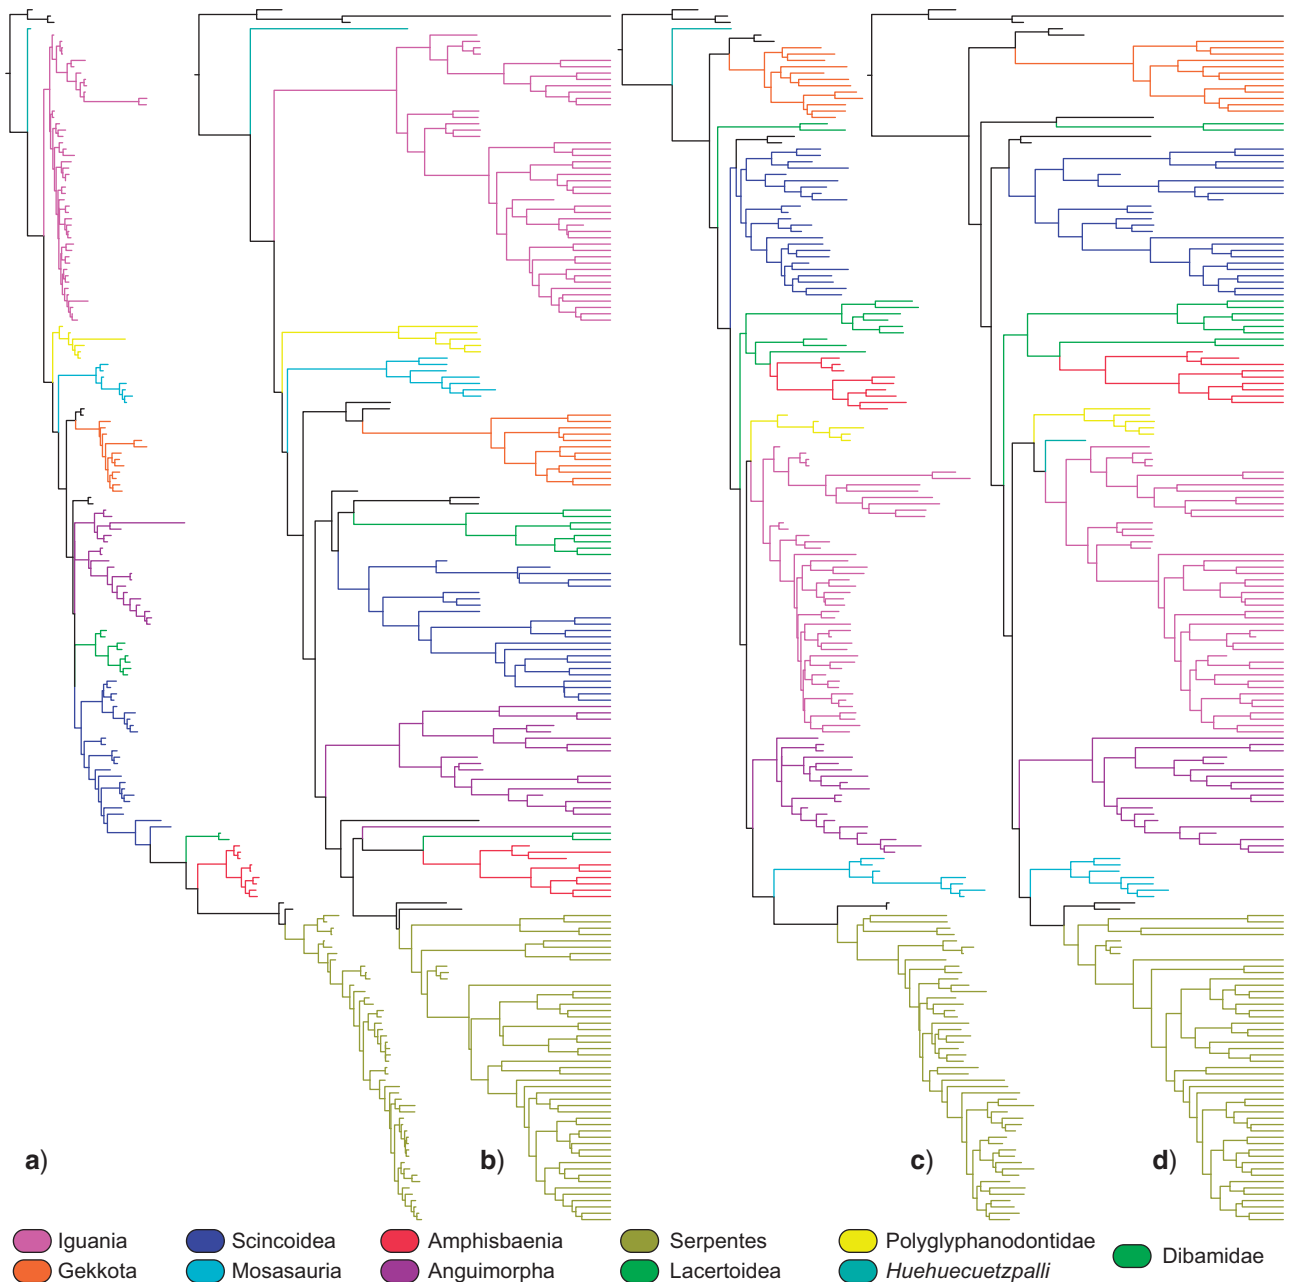 a) b) c) d)
Iguania Scincoidea Amphisbaenia Serpentes Polyglyphanodontidae Dibamidae
Gekkota Mosasauria Anguimorpha Lacertoidea Huehuecuetzpalli